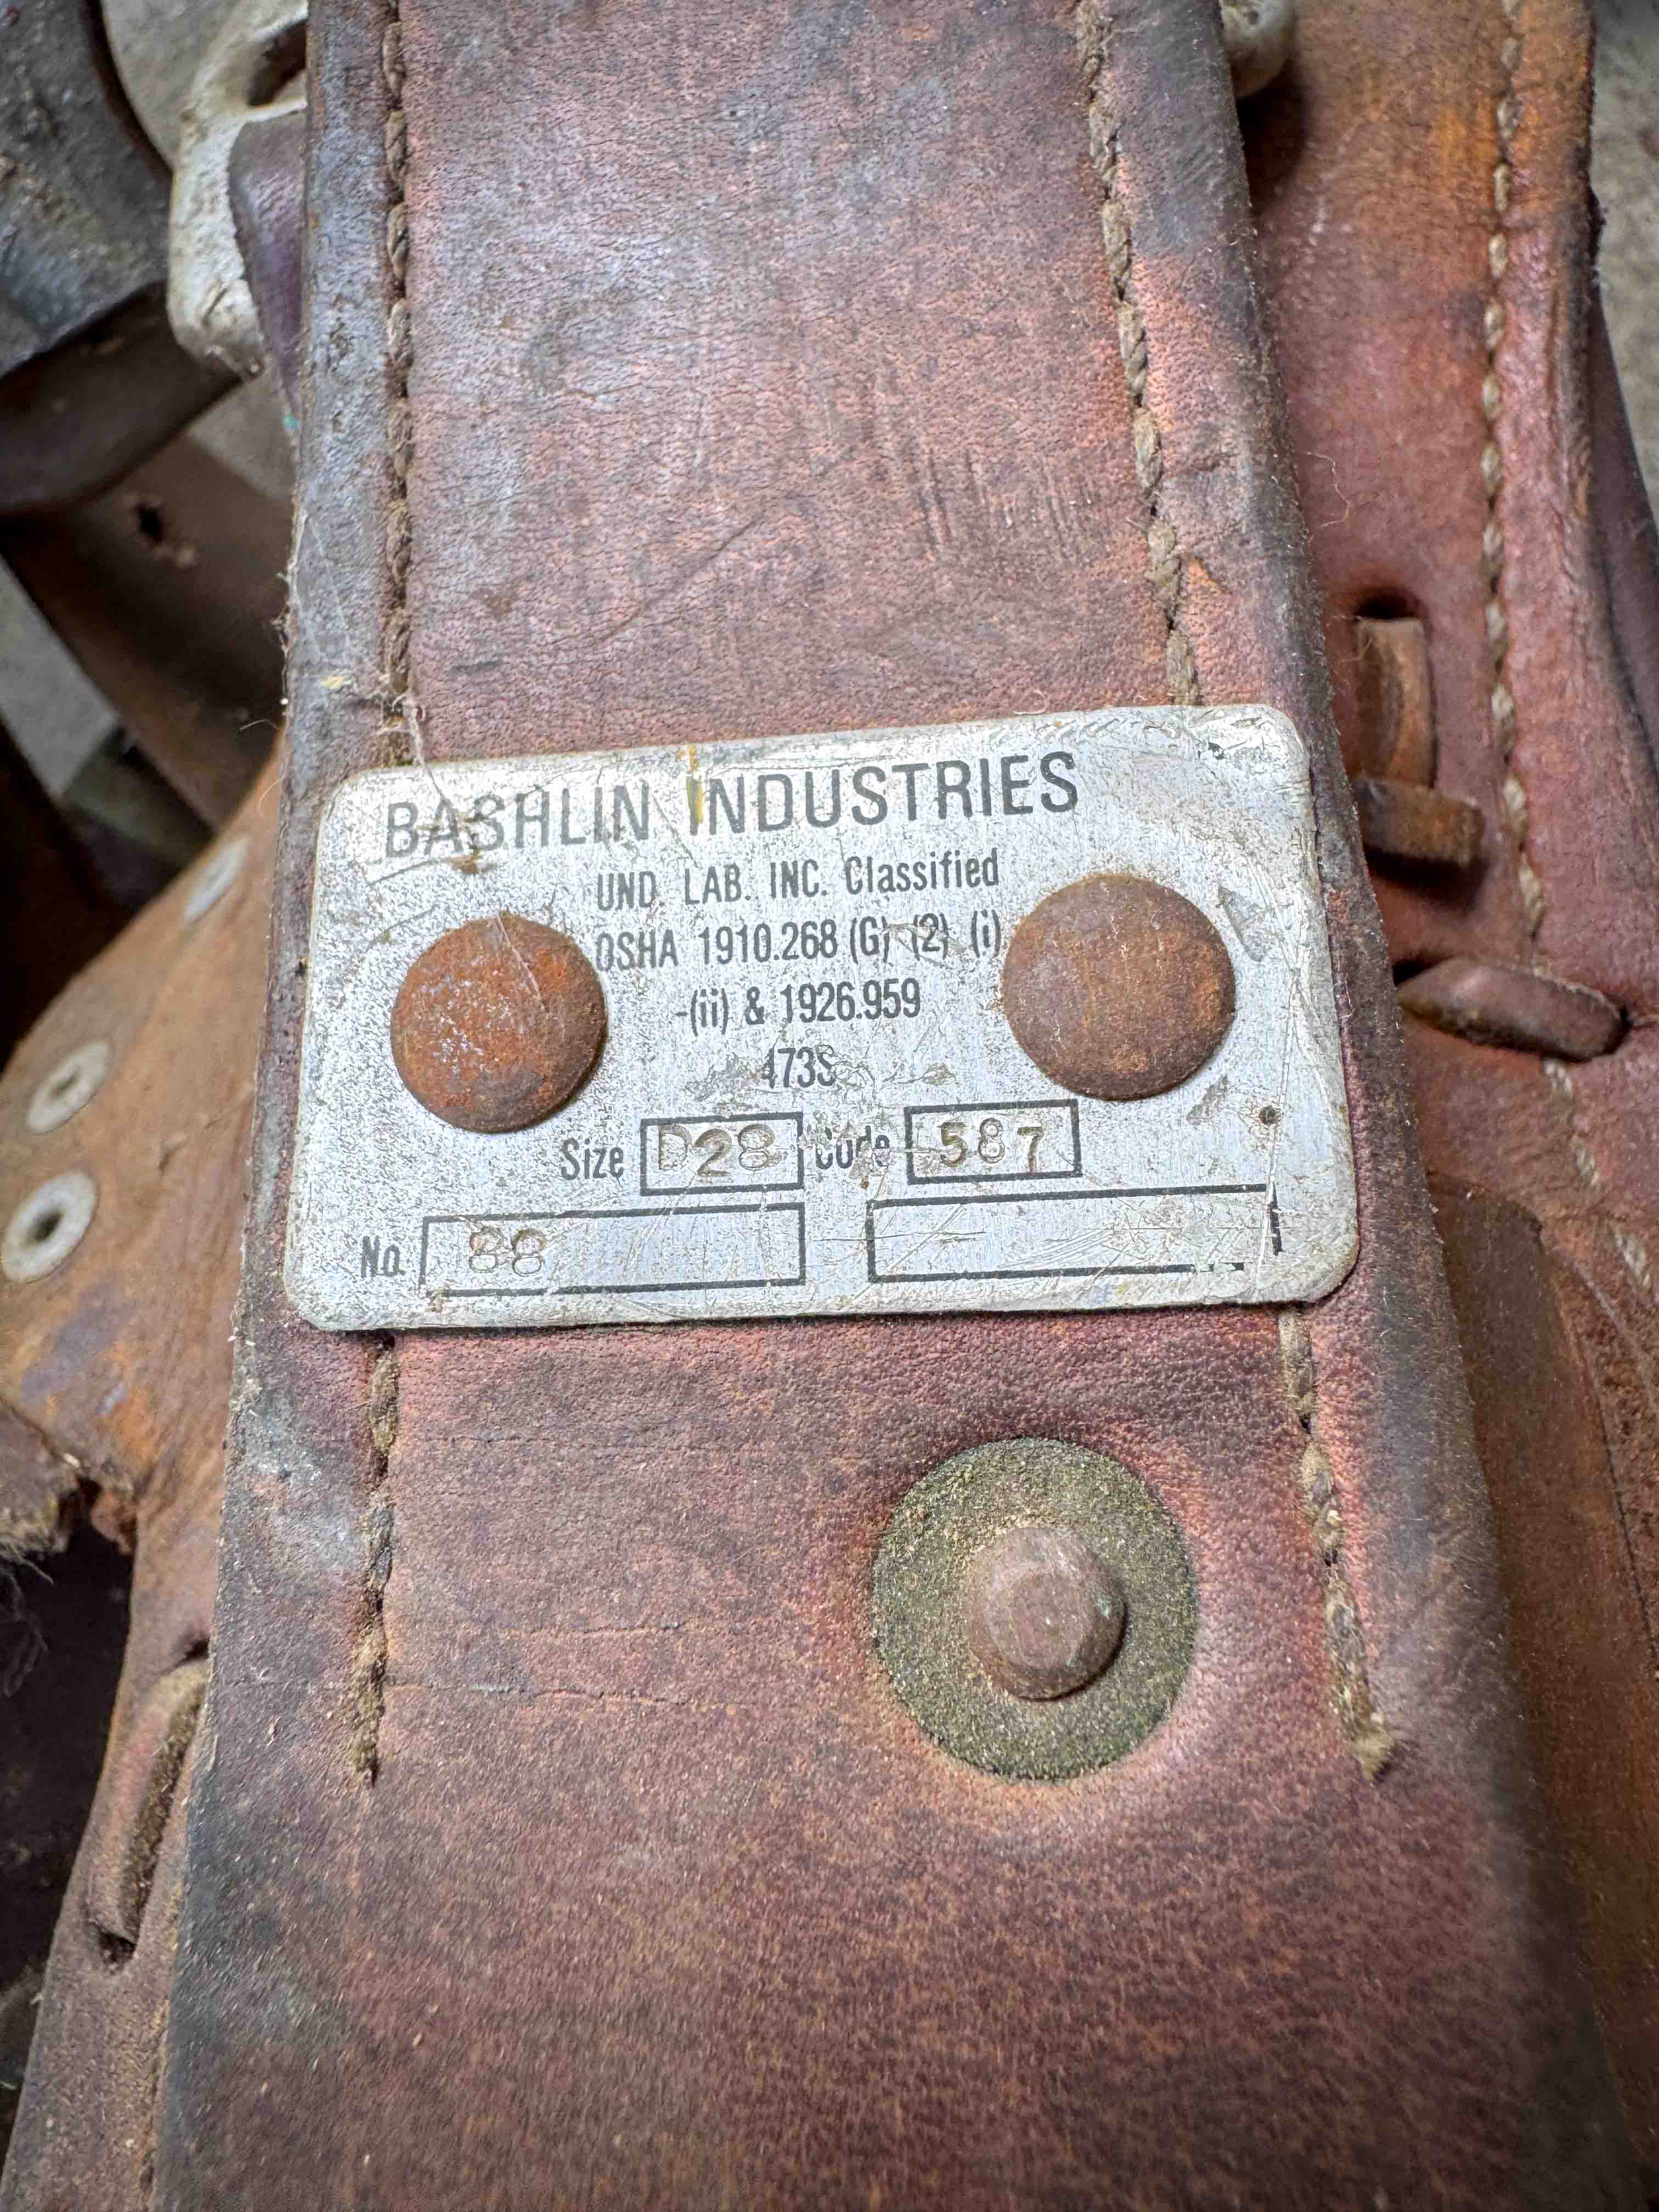 BASHLIN INDUSTRIES
UND. LAB. INC. Classified
OSHA 1910.268 (G) (2) (i)
-(ii) & 1926.959
473S
Size D28 Code 587
No. 88